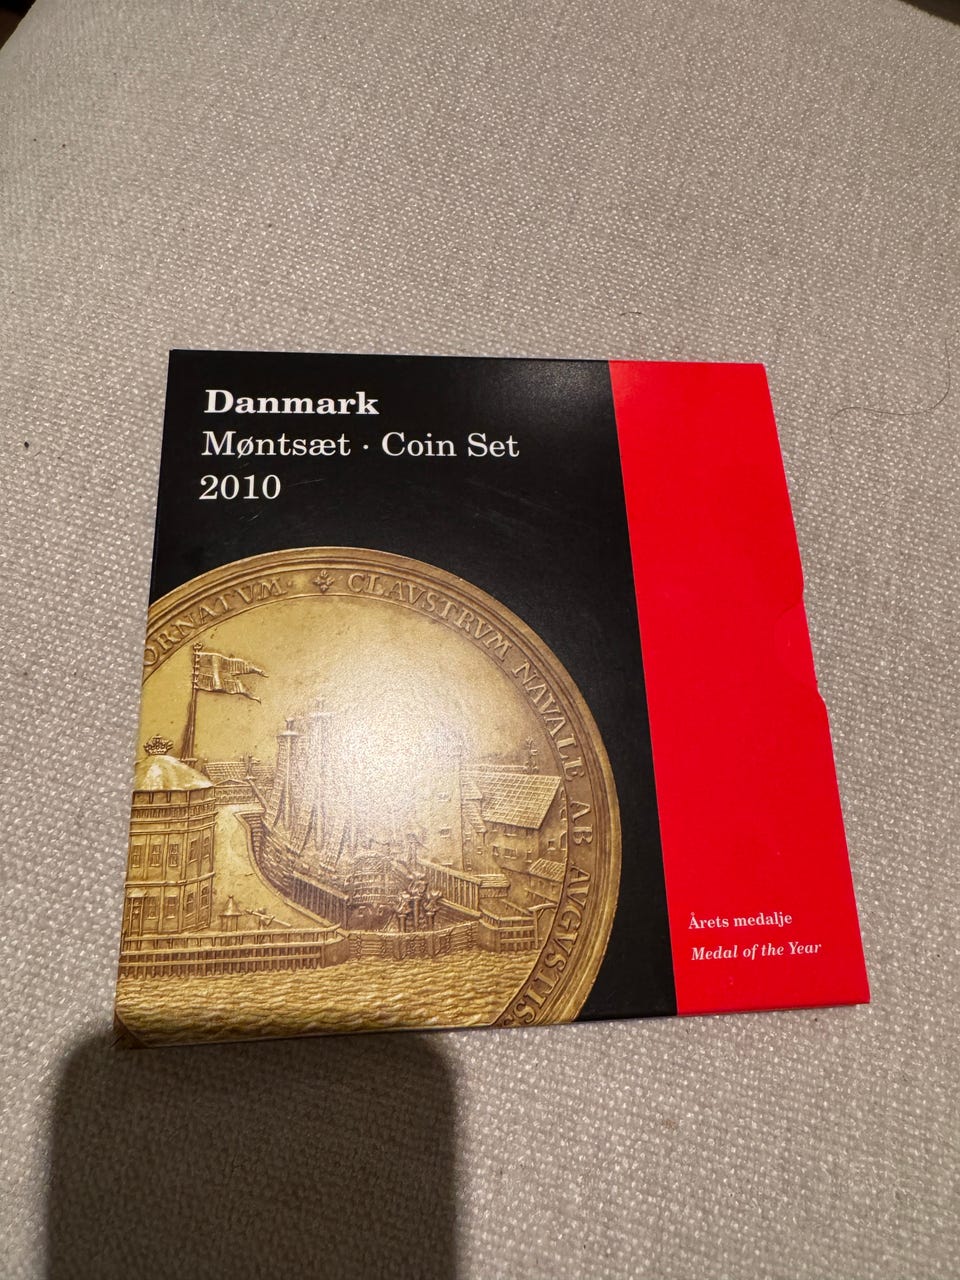 Danmark
Møntsæt · Coin Set
2010
ORNATVM· CLAVSTRVM NAVALE AB AVGVSTIS
Årets medalje
Medal of the Year